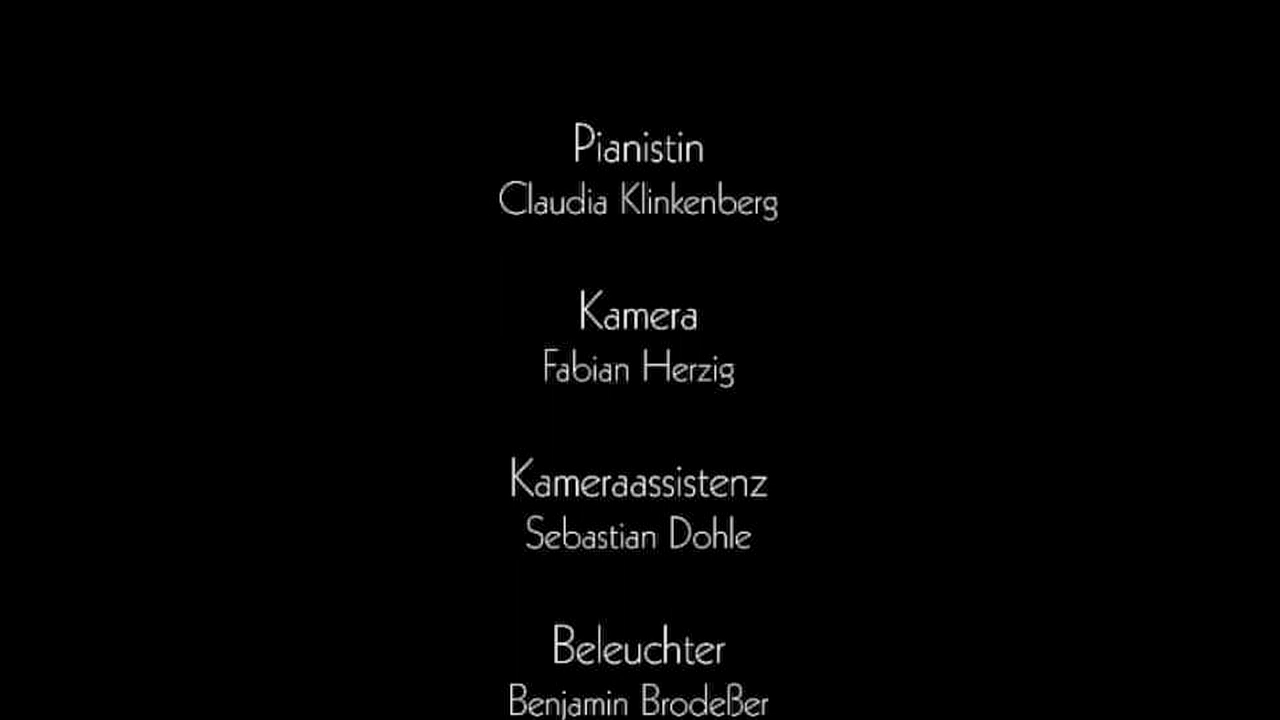 Pianistin
Claudia Klinkenberg
Kamera
Fabian Herzig
Kameraassistenz
Sebastian Dohle
Beleuchter
Benjamin Brodeßer